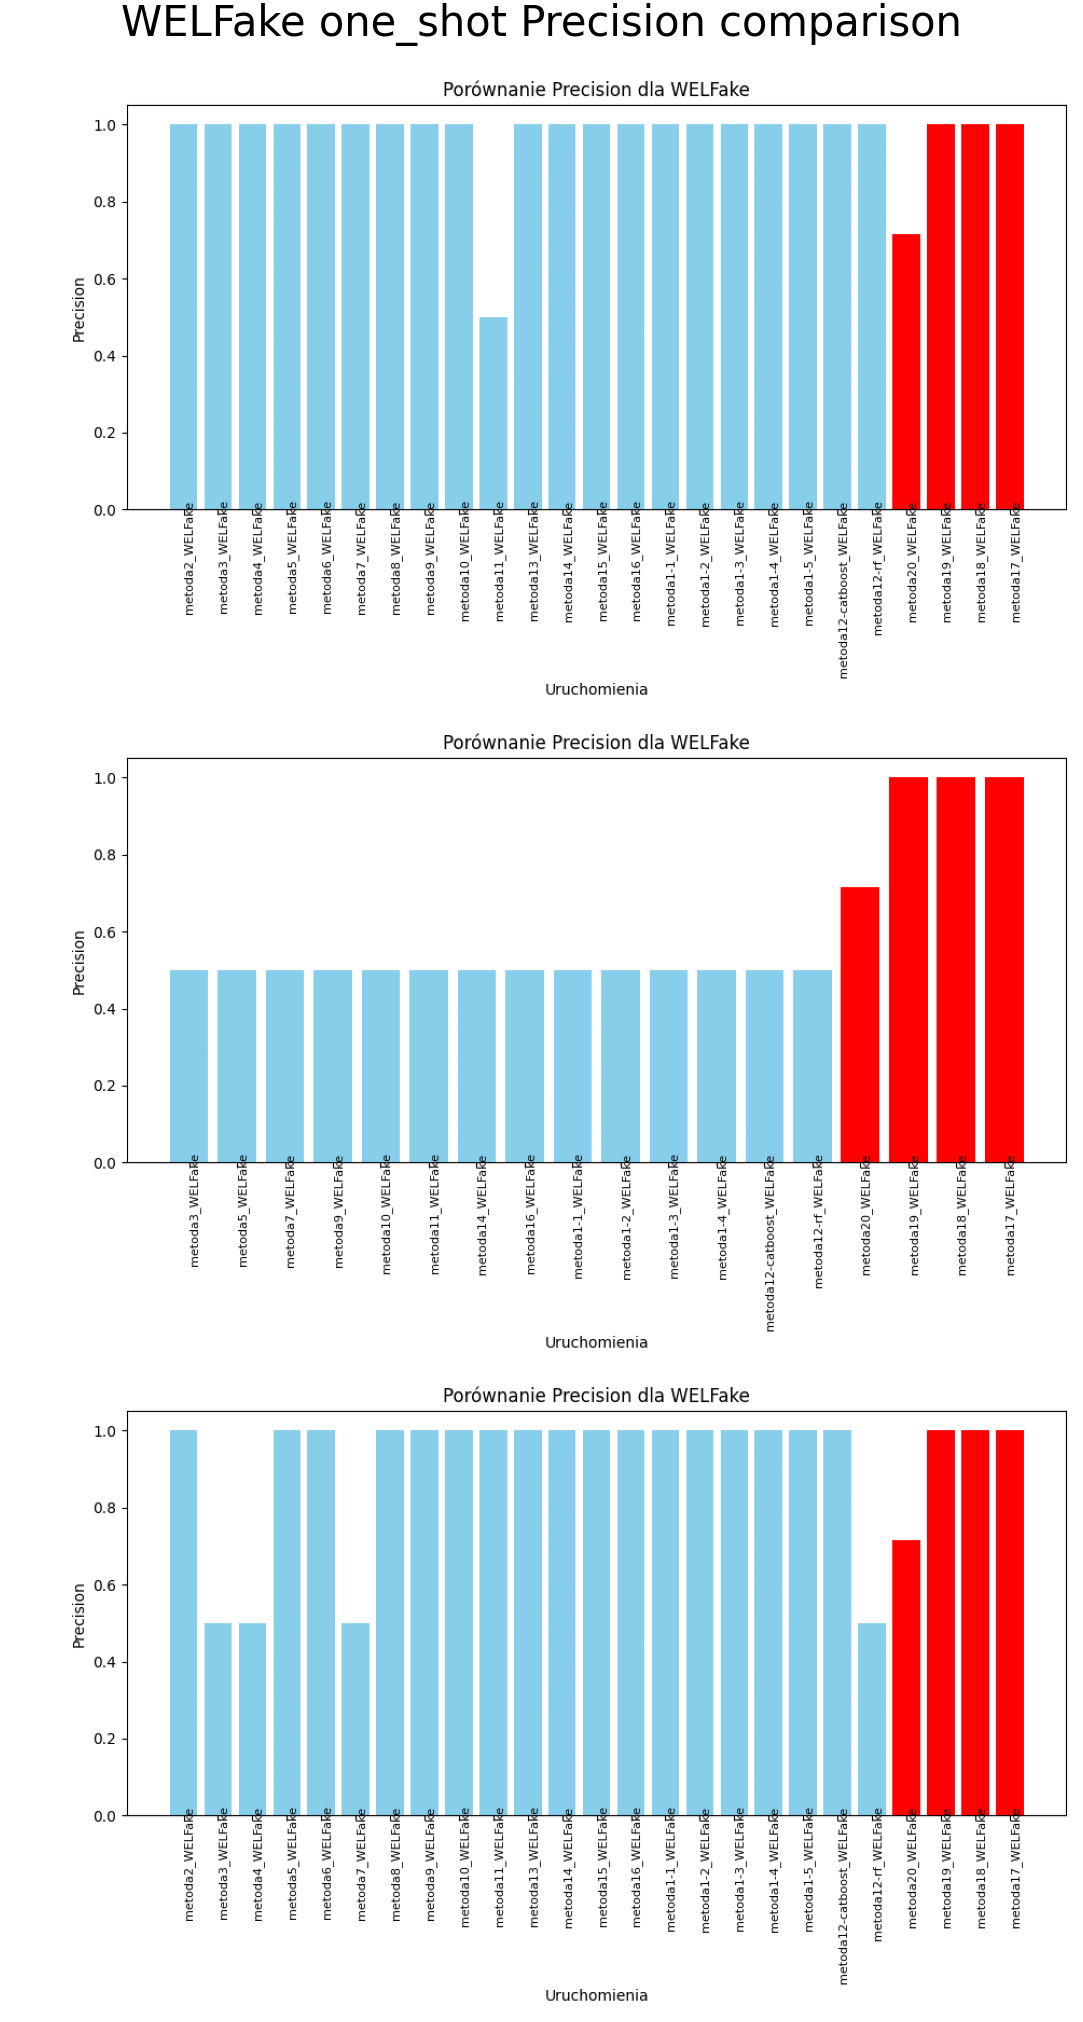 WELFake one_shot Precision comparison
Porównanie Precision dla WELFake
Precision
1.0
0.8
0.6
0.4
0.2
0.0
metoda2_WELFake
metoda3_WELFake
metoda4_WELFake
metoda5_WELFake
metoda6_WELFake
metoda7_WELFake
metoda8_WELFake
metoda9_WELFake
metoda10_WELFake
metoda11_WELFake
metoda13_WELFake
metoda14_WELFake
metoda15_WELFake
metoda16_WELFake
metoda1-1_WELFake
metoda1-2_WELFake
metoda1-3_WELFake
metoda1-4_WELFake
metoda1-5_WELFake
metoda12-catboost_WELFake
metoda12-rf_WELFake
metoda20_WELFake
metoda19_WELFake
metoda18_WELFake
metoda17_WELFake
Uruchomienia
Porównanie Precision dla WELFake
Precision
1.0
0.8
0.6
0.4
0.2
0.0
metoda3_WELFake
metoda5_WELFake
metoda7_WELFake
metoda9_WELFake
metoda10_WELFake
metoda11_WELFake
metoda14_WELFake
metoda16_WELFake
metoda1-1_WELFake
metoda1-2_WELFake
metoda1-3_WELFake
metoda1-4_WELFake
metoda12-catboost_WELFake
metoda12-rf_WELFake
metoda20_WELFake
metoda19_WELFake
metoda18_WELFake
metoda17_WELFake
Uruchomienia
Porównanie Precision dla WELFake
Precision
1.0
0.8
0.6
0.4
0.2
0.0
metoda2_WELFake
metoda3_WELFake
metoda4_WELFake
metoda5_WELFake
metoda6_WELFake
metoda7_WELFake
metoda8_WELFake
metoda9_WELFake
metoda10_WELFake
metoda11_WELFake
metoda13_WELFake
metoda14_WELFake
metoda15_WELFake
metoda16_WELFake
metoda1-1_WELFake
metoda1-2_WELFake
metoda1-3_WELFake
metoda1-4_WELFake
metoda1-5_WELFake
metoda12-catboost_WELFake
metoda12-rf_WELFake
metoda20_WELFake
metoda19_WELFake
metoda18_WELFake
metoda17_WELFake
Uruchomienia